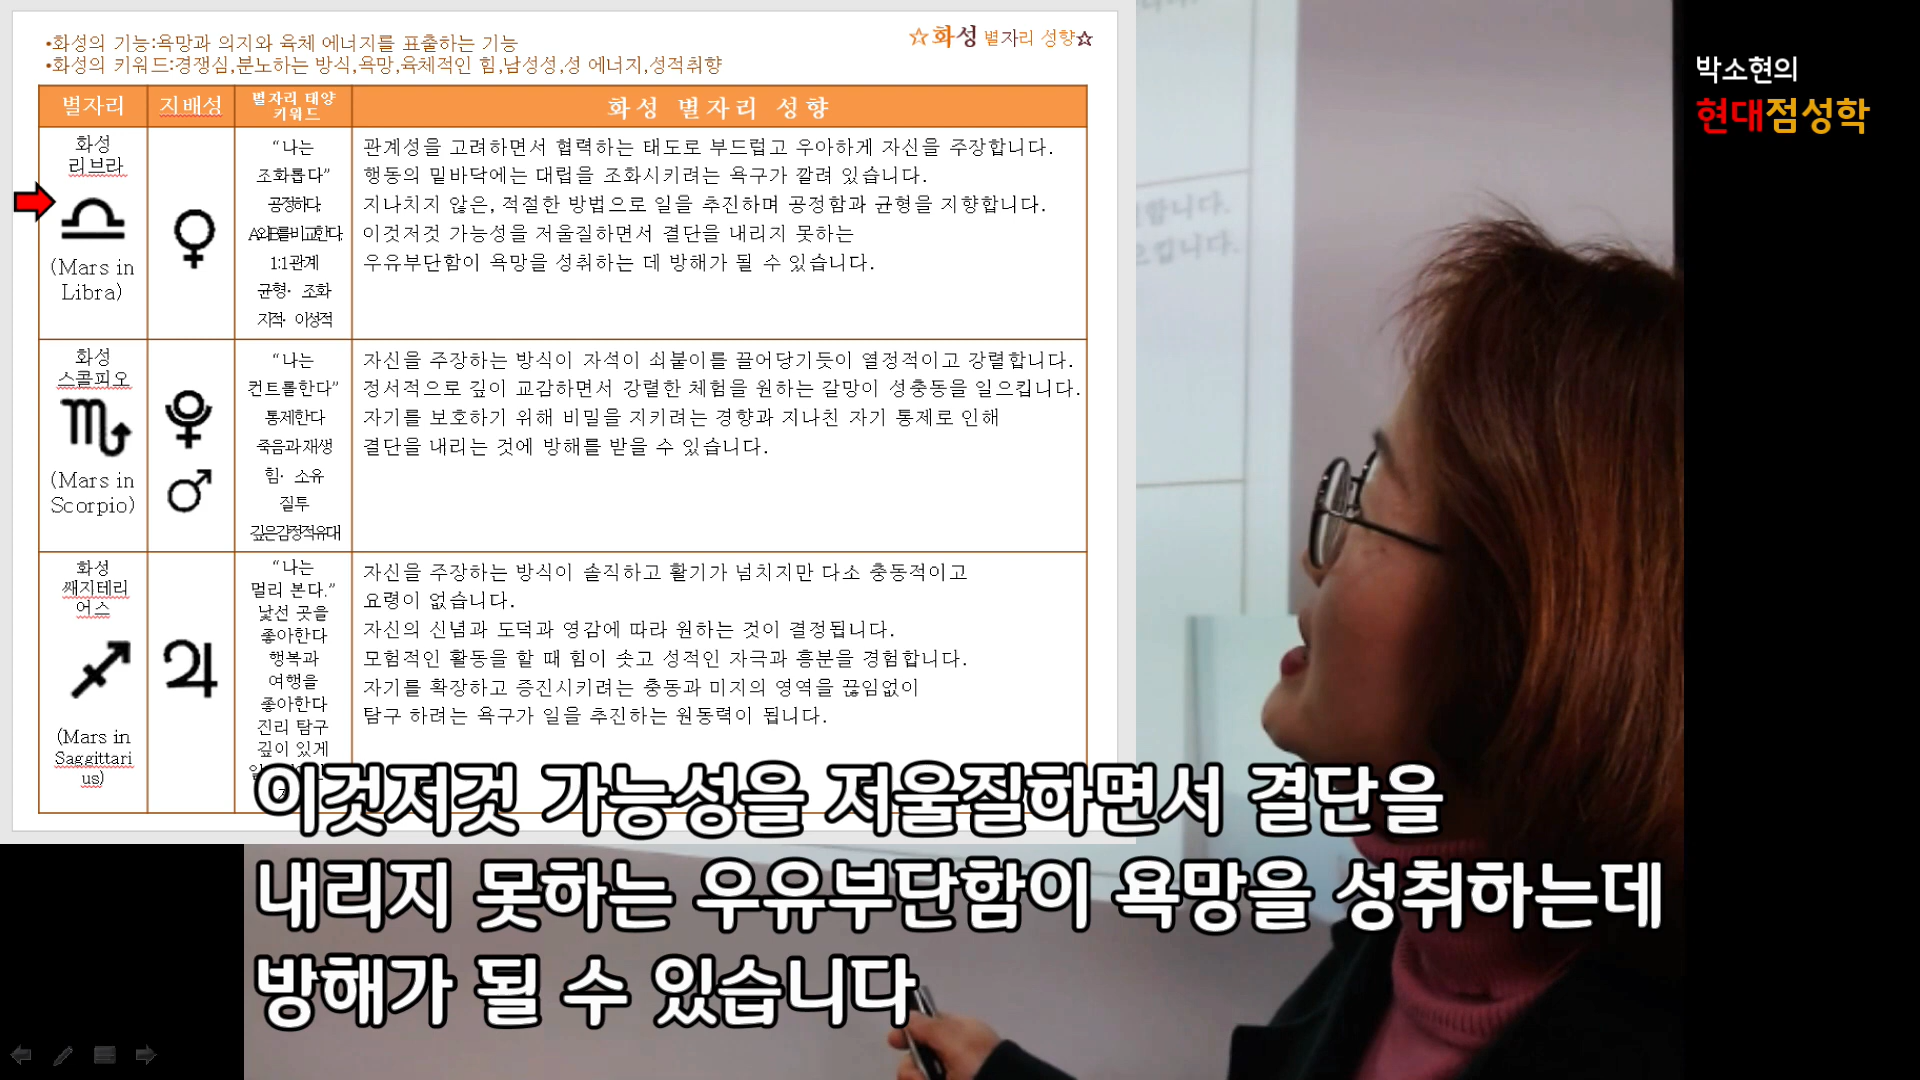 •화성의 기능:욕망과 의지와 육체 에너지를 표출하는 기능
•화성의 키워드:경쟁심,분노하는 방식,욕망,육체적인 힘,남성성,성 에너지,성적취향
☆화성 별자리 성향☆
박소현의
현대점성학
별자리
지배성
별자리 태양
키워드
화성 별자리 성향
화성
리브라
(Mars in
Libra)
“나는
조화롭다”
공정하다.
A와B를비교한다.
1:1관계
균형· 조화
지적· 이성적
관계성을 고려하면서 협력하는 태도로 부드럽고 우아하게 자신을 주장합니다.
행동의 밑바닥에는 대립을 조화시키려는 욕구가 깔려 있습니다.
지나치지 않은, 적절한 방법으로 일을 추진하며 공정함과 균형을 지향합니다.
이것저것 가능성을 저울질하면서 결단을 내리지 못하는
우유부단함이 욕망을 성취하는 데 방해가 될 수 있습니다.
화성
스콜피오
(Mars in
Scorpio)
“나는
컨트롤한다”
통제한다
죽음과재생
힘· 소유
질투
깊은감정적유대
자신을 주장하는 방식이 자석이 쇠붙이를 끌어당기듯이 열정적이고 강렬합니다.
정서적으로 깊이 교감하면서 강렬한 체험을 원하는 갈망이 성충동을 일으킵니다.
자기를 보호하기 위해 비밀을 지키려는 경향과 지나친 자기 통제로 인해
결단을 내리는 것에 방해를 받을 수 있습니다.
화성
쌔지테리
어스
(Mars in
Saggittari
us)
“나는
멀리 본다.”
낯선 곳을
좋아한다
행복과
여행을
좋아한다
진리 탐구
깊이 있게
자신을 주장하는 방식이 솔직하고 활기가 넘치지만 다소 충동적이고
요령이 없습니다.
자신의 신념과 도덕과 영감에 따라 원하는 것이 결정됩니다.
모험적인 활동을 할 때 힘이 솟고 성적인 자극과 흥분을 경험합니다.
자기를 확장하고 증진시키려는 충동과 미지의 영역을 끊임없이
탐구 하려는 욕구가 일을 추진하는 원동력이 됩니다.
이것저것 가능성을 저울질하면서 결단을
내리지 못하는 우유부단함이 욕망을 성취하는데
방해가 될 수 있습니다